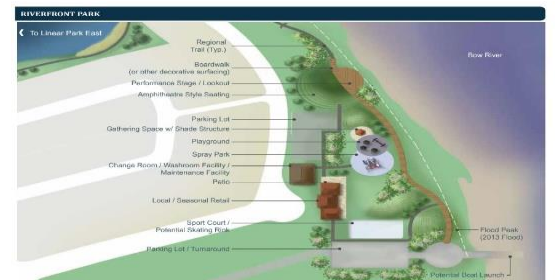 RIVERFRONT PARK
To Linear Park East
Bow River
Regional
Trail (Typ.)
Boardwalk
(or other decorative surfacing)
Performance Stage / Lookout
Amphitheatre Style Seating
Parking Lot
Gathering Space w/ Shade Structure
Playground
Spray Park
Change Room / Washroom Facility /
Maintenance Facility
Patio
Local / Seasonal Retail
Sport Court /
Potential Skating Rink
Parking Lot / Turnaround
Flood Peak
(2013 Flood)
Potential Boat Launch